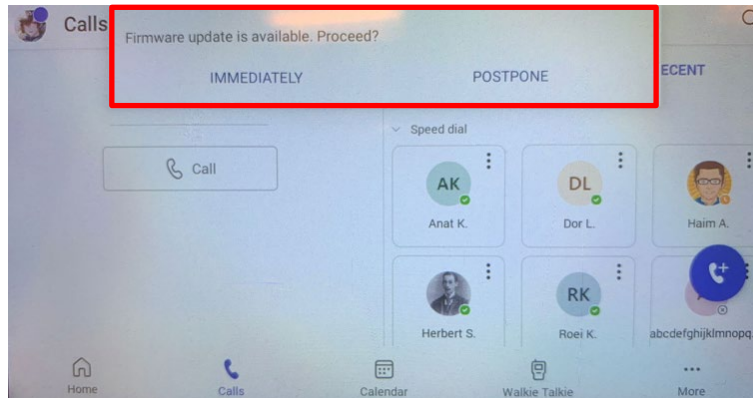 Calls
Firmware update is available. Proceed?
IMMEDIATELY
POSTPONE
ECENT
Speed dial
Call
AK
Anat K.
DL
Dor L.
Haim A.
Herbert S.
RK
Roei K.
abcdefghijklmnopq.
Home
Calls
Calendar
Walkie Talkie
More